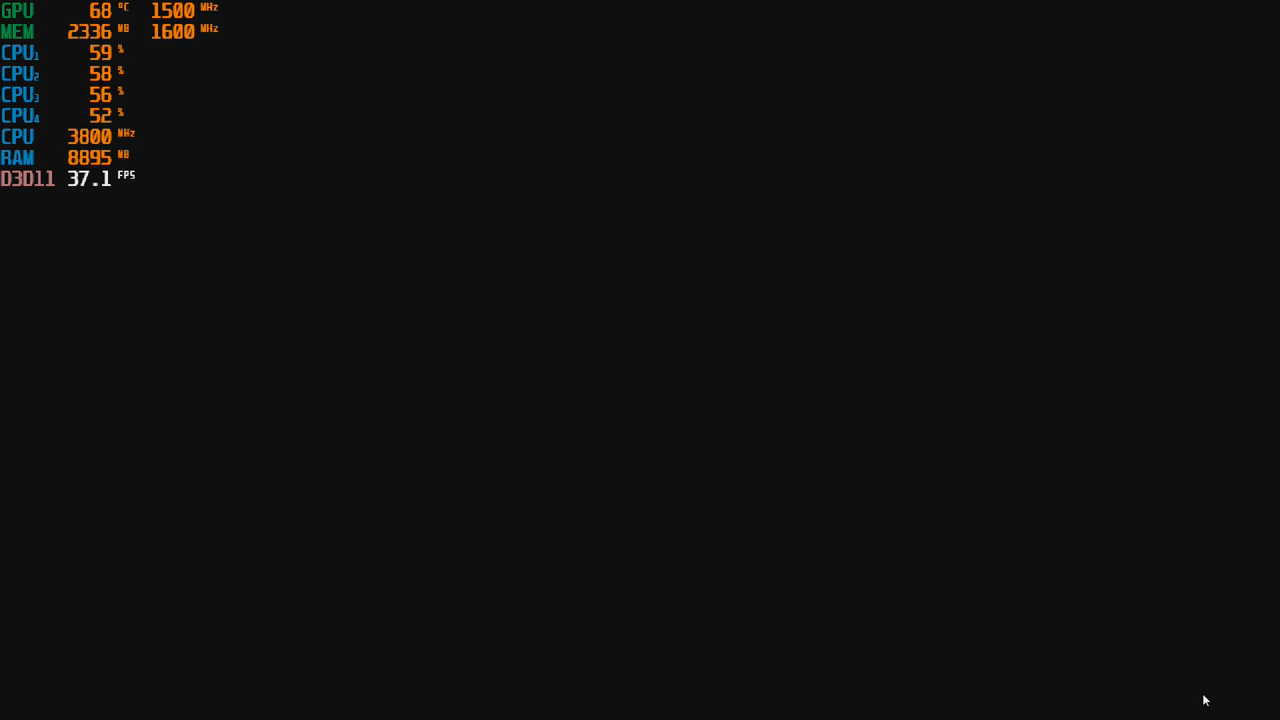 GPU 68 °C 1500 MHz
MEM 2336 MB 1600 MHz
CPU1 59 %
CPU2 58 %
CPU3 56 %
CPU4 52 %
CPU 3800 MHz
RAM 8895 MB
D3D11 37.1 FPS